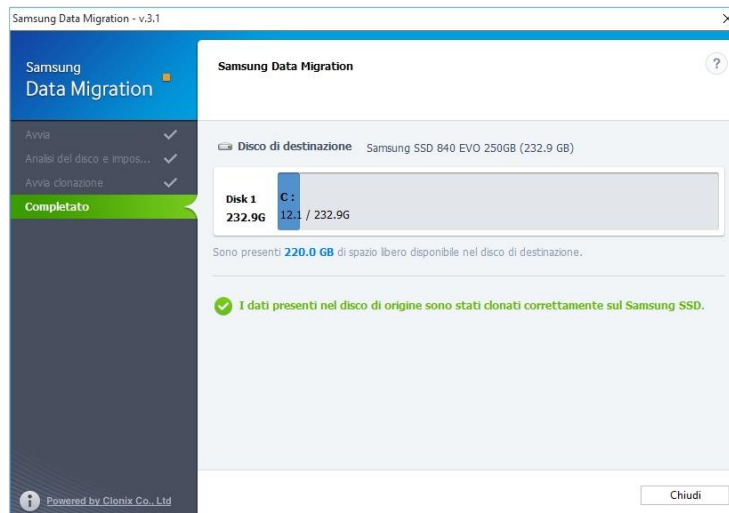 Samsung Data Migration - v.3.1
Samsung
Data Migration
Avvia
Analisi del disco e impos...
Avvia clonazione
Completato
Powered by Clonix Co., Ltd
Samsung Data Migration
?
Disco di destinazione Samsung SSD 840 EVO 250GB (232.9 GB)
Disk 1
232.9G
C :
12.1 / 232.9G
Sono presenti 220.0 GB di spazio libero disponibile nel disco di destinazione.
I dati presenti nel disco di origine sono stati clonati correttamente sul Samsung SSD.
Chiudi